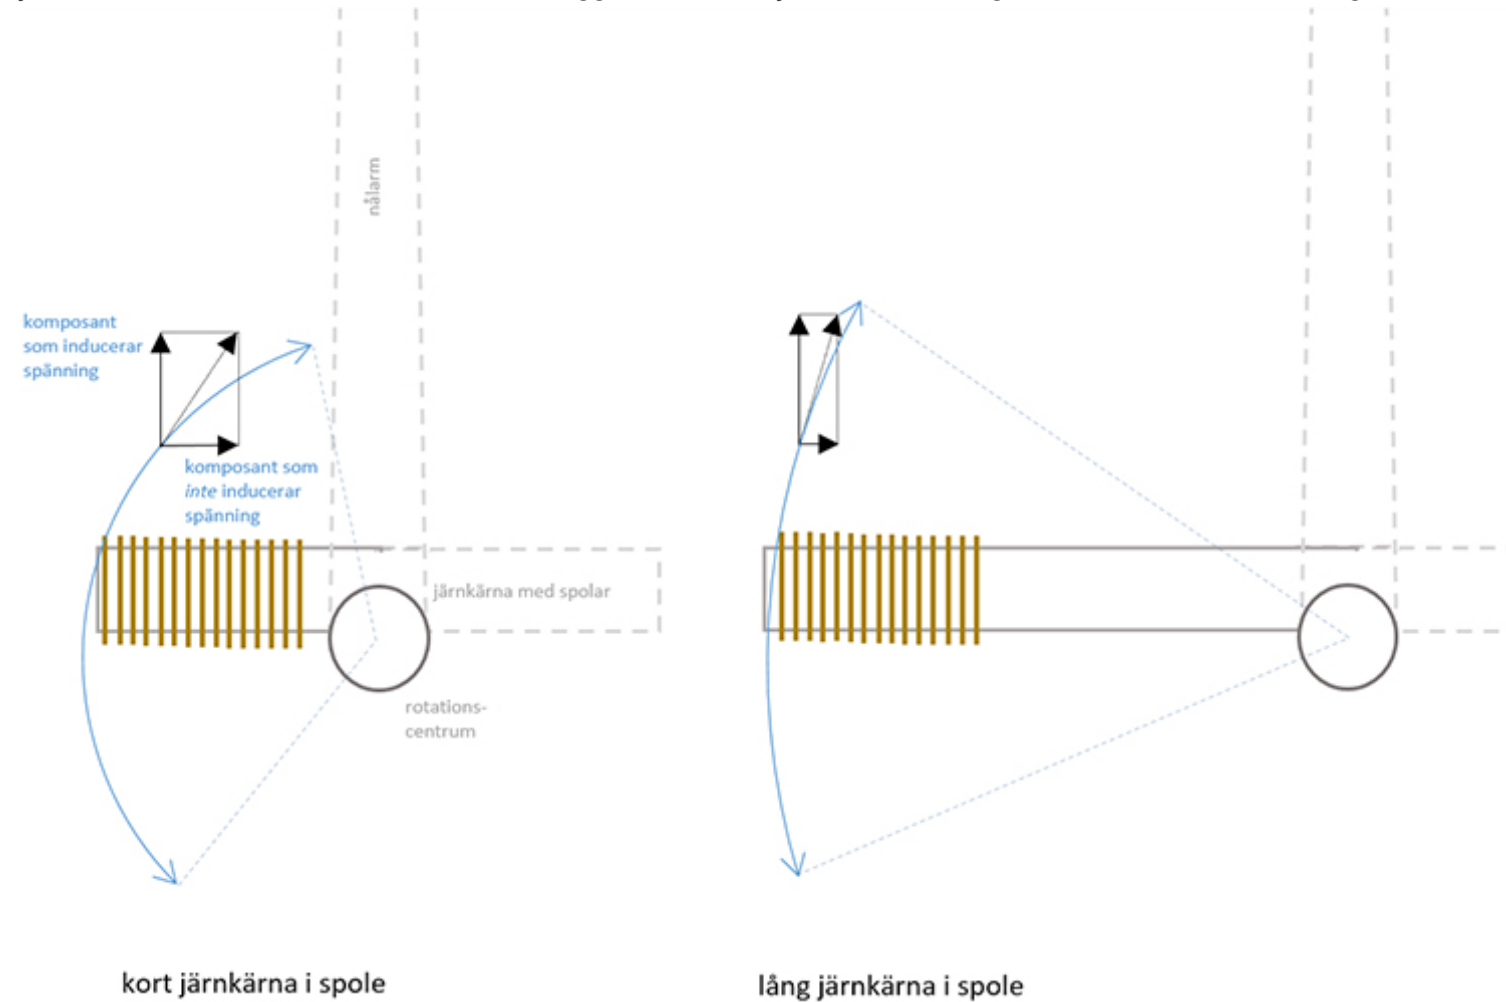 nålarm
komposant
som inducerar
spänning
komposant som
inte inducerar
spänning
järnkärna med spolar
rotations-
centrum
kort järnkärna i spole
lång järnkärna i spole